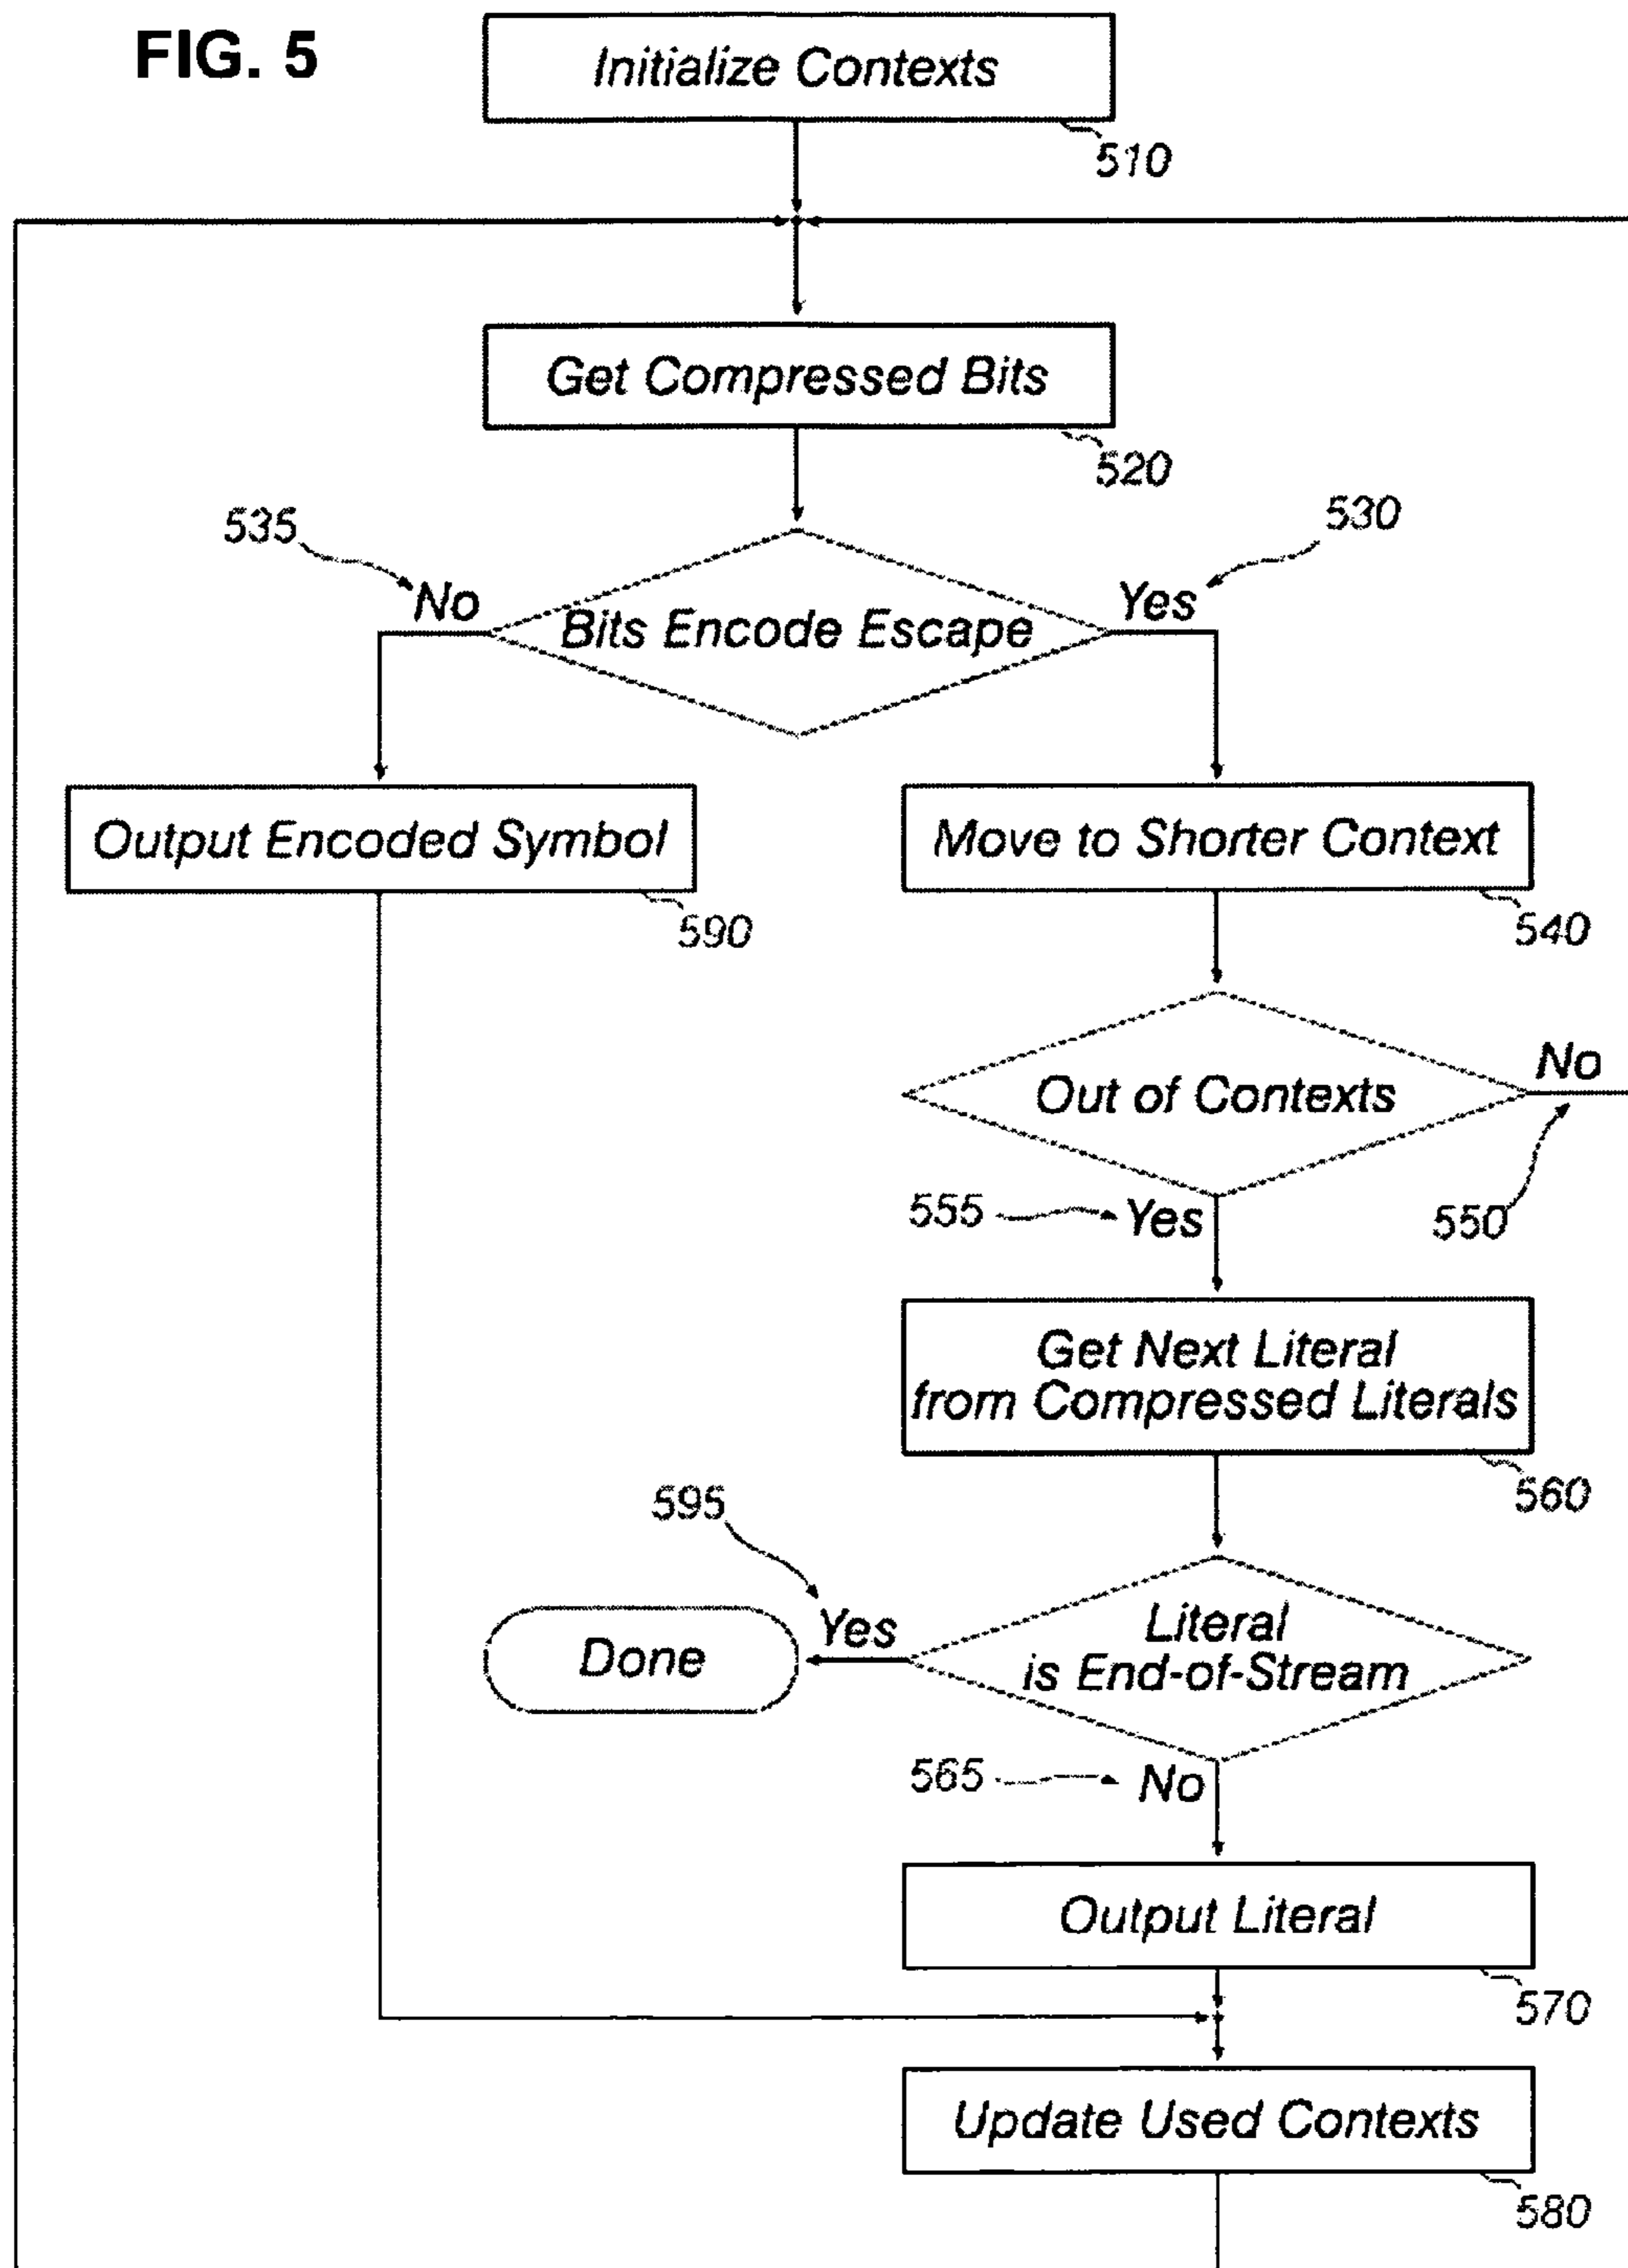 FIG. 5
Initialize Contexts
510
Get Compressed Bits
520
535
530
No
Yes
Bits Encode Escape
Output Encoded Symbol
590
Move to Shorter Context
540
Out of Contexts
No
555
Yes
550
Get Next Literal
from Compressed Literals
560
595
Done
Yes
Literal
is End-of-Stream
565
No
Output Literal
570
Update Used Contexts
580